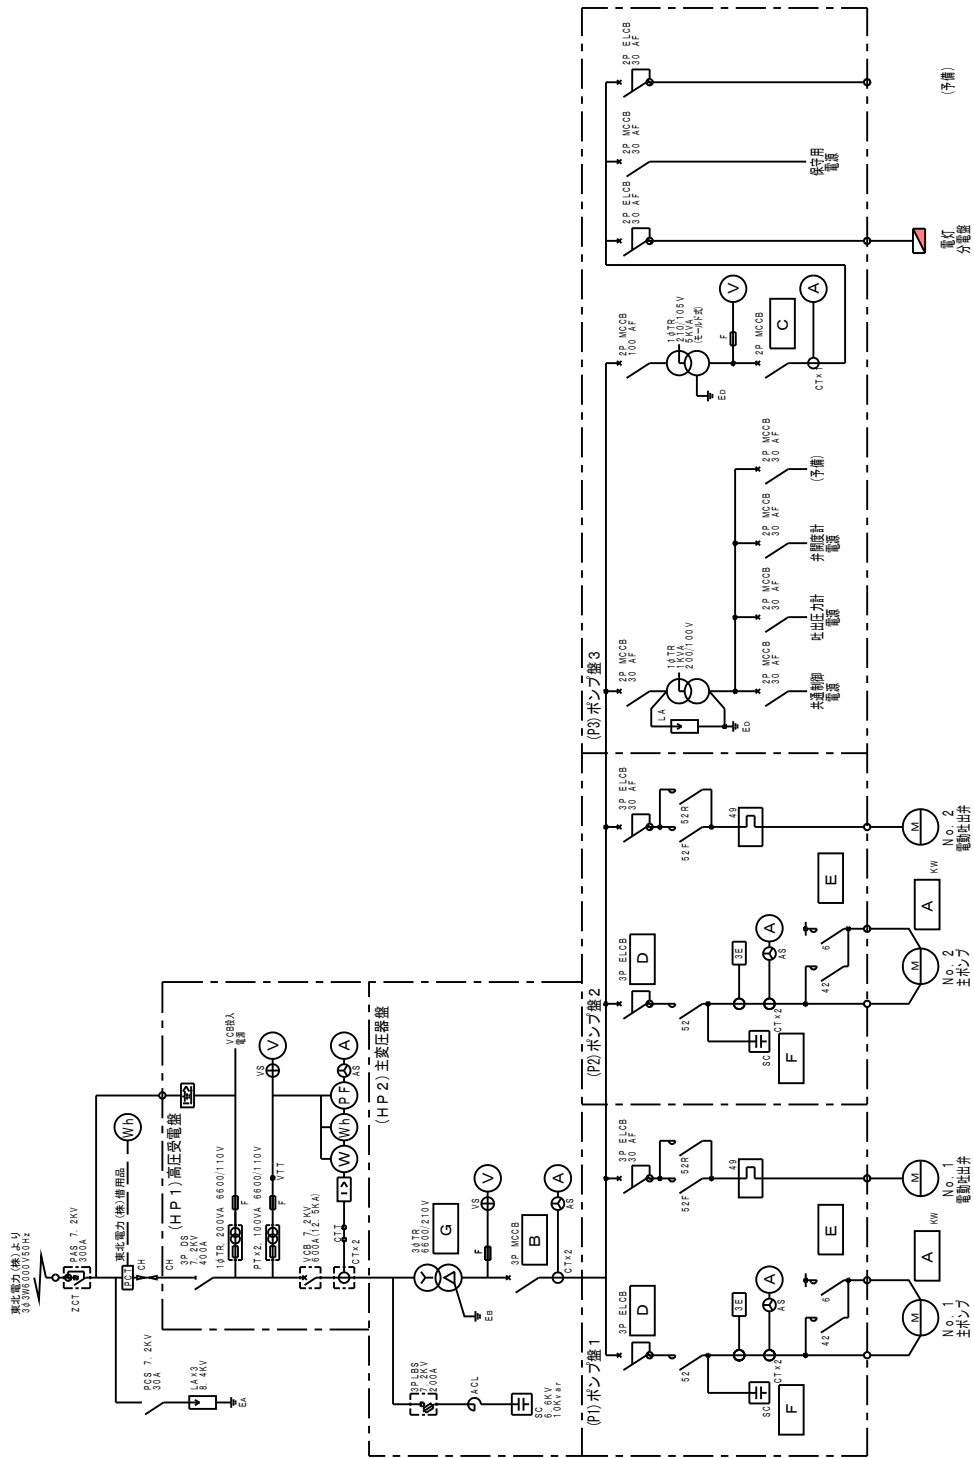 東北電力(株)より
3φ3W6000V50Hz
ZCT
PAS 7.2KV
300A
東北電力(株)借用品
Wh
PCT
CH
CH
PCS 7.2KV
30A
LA×3
8.4KV
EA
(HP1)高圧受電盤
3P DS
7.2KV
400A
1φTR, 200VA 6600/110V
F
VCB投入
電源
PT×2, 100VA 6600/110V
F
VTT
VS
V
VCB 7.2KV
600A(12.5KA)
CTT
CT×2
I>
W
Wh
PF
AS
A
(HP2)主変圧器盤
3P LBS
7.2KV
200A
ACL
SC
6.6KV
10Kvar
3φTR
6600/210V
G
EB
F
VS
V
3P MCCB
B
CT×2
AS
A
(P1)ポンプ盤1
3P ELCB
D
52
SC
F
CT×2
3E
AS
A
42
6
E
M
No.1
主ポンプ
A
KW
3P ELCB
30 AF
52F
52R
49
M
No.1
電動吐出弁
(P2)ポンプ盤2
3P ELCB
D
52
SC
F
CT×2
3E
AS
A
42
6
E
M
No.2
主ポンプ
A
KW
3P ELCB
30 AF
52F
52R
49
M
No.2
電動吐出弁
(P3)ポンプ盤3
2P MCCB
30 AF
1φTR
1KVA
200/100V
LA
ED
2P MCCB
30 AF
共通制御
電源
2P MCCB
30 AF
吐出圧力計
電源
2P MCCB
30 AF
弁開度計
電源
2P MCCB
30 AF
(予備)
2P MCCB
100 AF
1φTR
210/105V
5KVA
(モールド式)
ED
F
V
2P MCCB
C
CT×1
A
2P ELCB
30 AF
電灯
分電盤
2P MCCB
30 AF
保守用
電源
2P ELCB
30 AF
(予備)